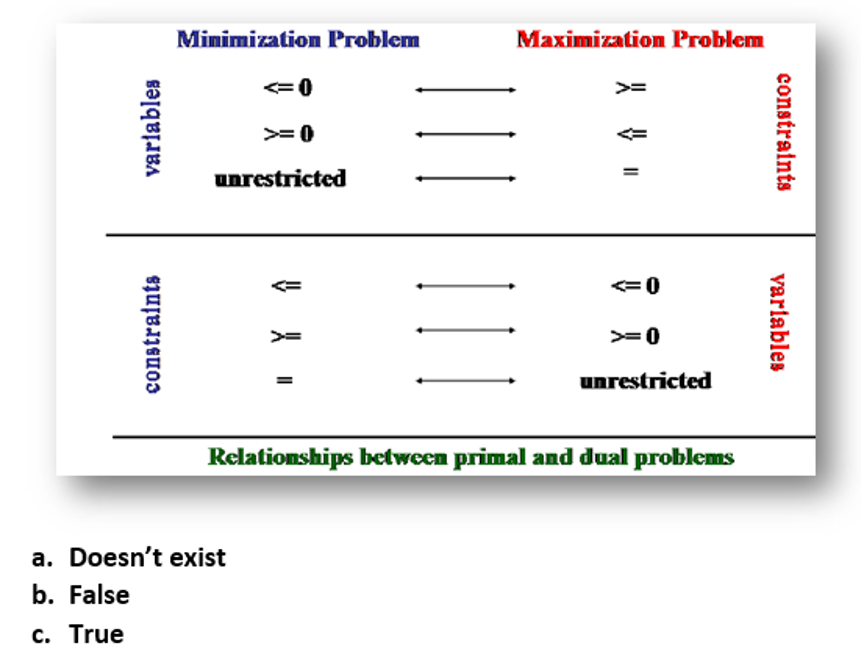 Minimization Problem Maximization Problem
variables
<= 0 >=
>= 0 <=
unrestricted =
constraints
constraints
<= <= 0
>= >= 0
= unrestricted
variables
Relationships between primal and dual problems
a. Doesn't exist
b. False
c. True